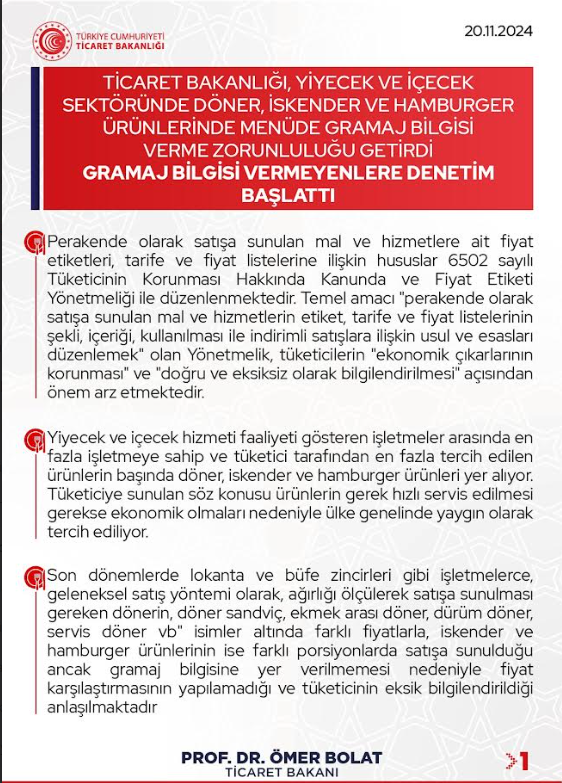 TÜRKİYE CUMHURİYETİ
TİCARET BAKANLIĞI
20.11.2024
TİCARET BAKANLIĞI, YİYECEK VE İÇECEK
SEKTÖRÜNDE DÖNER, İSKENDER VE HAMBURGER
ÜRÜNLERİNDE MENÜDE GRAMAJ BİLGİSİ
VERME ZORUNLULUĞU GETİRDİ
GRAMAJ BİLGİSİ VERMEYENLERE DENETİM
BAŞLATTI
Perakende olarak satışa sunulan mal ve hizmetlere ait fiyat
etiketleri, tarife ve fiyat listelerine ilişkin hususlar 6502 sayılı
Tüketicinin Korunması Hakkında Kanunda ve Fiyat Etiketi
Yönetmeliği ile düzenlenmektedir. Temel amacı "perakende olarak
satışa sunulan mal ve hizmetlerin etiket, tarife ve fiyat listelerinin
şekli, içeriği, kullanılması ile indirimli satışlara ilişkin usul ve esasları
düzenlemek" olan Yönetmelik, tüketicilerin "ekonomik çıkarlarının
korunması" ve "doğru ve eksiksiz olarak bilgilendirilmesi" açısından
önem arz etmektedir.
Yiyecek ve içecek hizmeti faaliyeti gösteren işletmeler arasında en
fazla işletmeye sahip ve tüketici tarafından en fazla tercih edilen
ürünlerin başında döner, iskender ve hamburger ürünleri yer alıyor.
Tüketiciye sunulan söz konusu ürünlerin gerek hızlı servis edilmesi
gerekse ekonomik olmaları nedeniyle ülke genelinde yaygın olarak
tercih ediliyor.
Son dönemlerde lokanta ve büfe zincirleri gibi işletmelerce,
geleneksel satış yöntemi olarak, ağırlığı ölçülerek satışa sunulması
gereken dönerin, döner sandviç, ekmek arası döner, dürüm döner,
servis döner vb" isimler altında farklı fiyatlarla, iskender ve
hamburger ürünlerinin ise farklı porsiyonlarda satışa sunulduğu
ancak gramaj bilgisine yer verilmemesi nedeniyle fiyat
karşılaştırmasının yapılamadığı ve tüketicinin eksik bilgilendirildiği
anlaşılmaktadır
PROF. DR. ÖMER BOLAT
TİCARET BAKANI
1